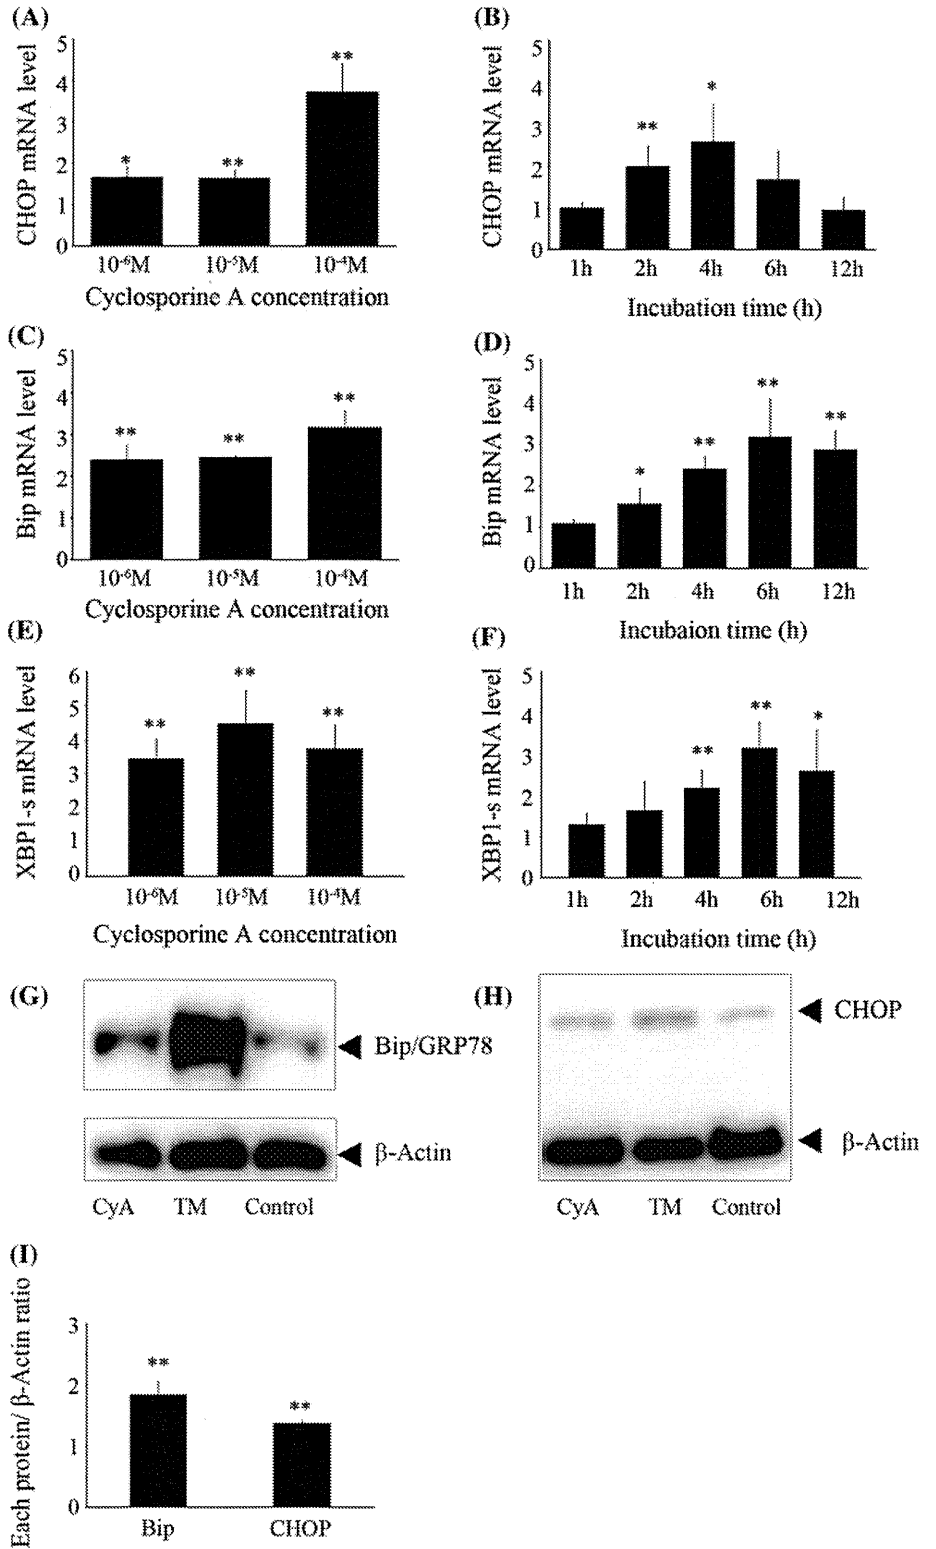 (A)
CHOP mRNA level
5
4
3
2
1
0
*
**
**
10-6M 10-5M 10-4M
Cyclosporine A concentration
(B)
CHOP mRNA level
5
4
3
2
1
0
**
*
1h 2h 4h 6h 12h
Incubation time (h)
(C)
Bip mRNA level
5
4
3
2
1
0
**
**
**
10-6M 10-5M 10-4M
Cyclosporine A concentration
(D)
Bip mRNA level
5
4
3
2
1
0
*
**
**
**
1h 2h 4h 6h 12h
Incubaion time (h)
(E)
XBP1-s mRNA level
6
5
4
3
2
1
0
**
**
**
10-6M 10-5M 10-4M
Cyclosporine A concentration
(F)
XBP1-s mRNA level
5
4
3
2
1
0
**
**
*
1h 2h 4h 6h 12h
Incubation time (h)
(G)
Bip/GRP78
β-Actin
CyA TM Control
(H)
CHOP
β-Actin
CyA TM Control
(I)
Each protein/ β-Actin ratio
3
2
1
0
**
**
Bip CHOP